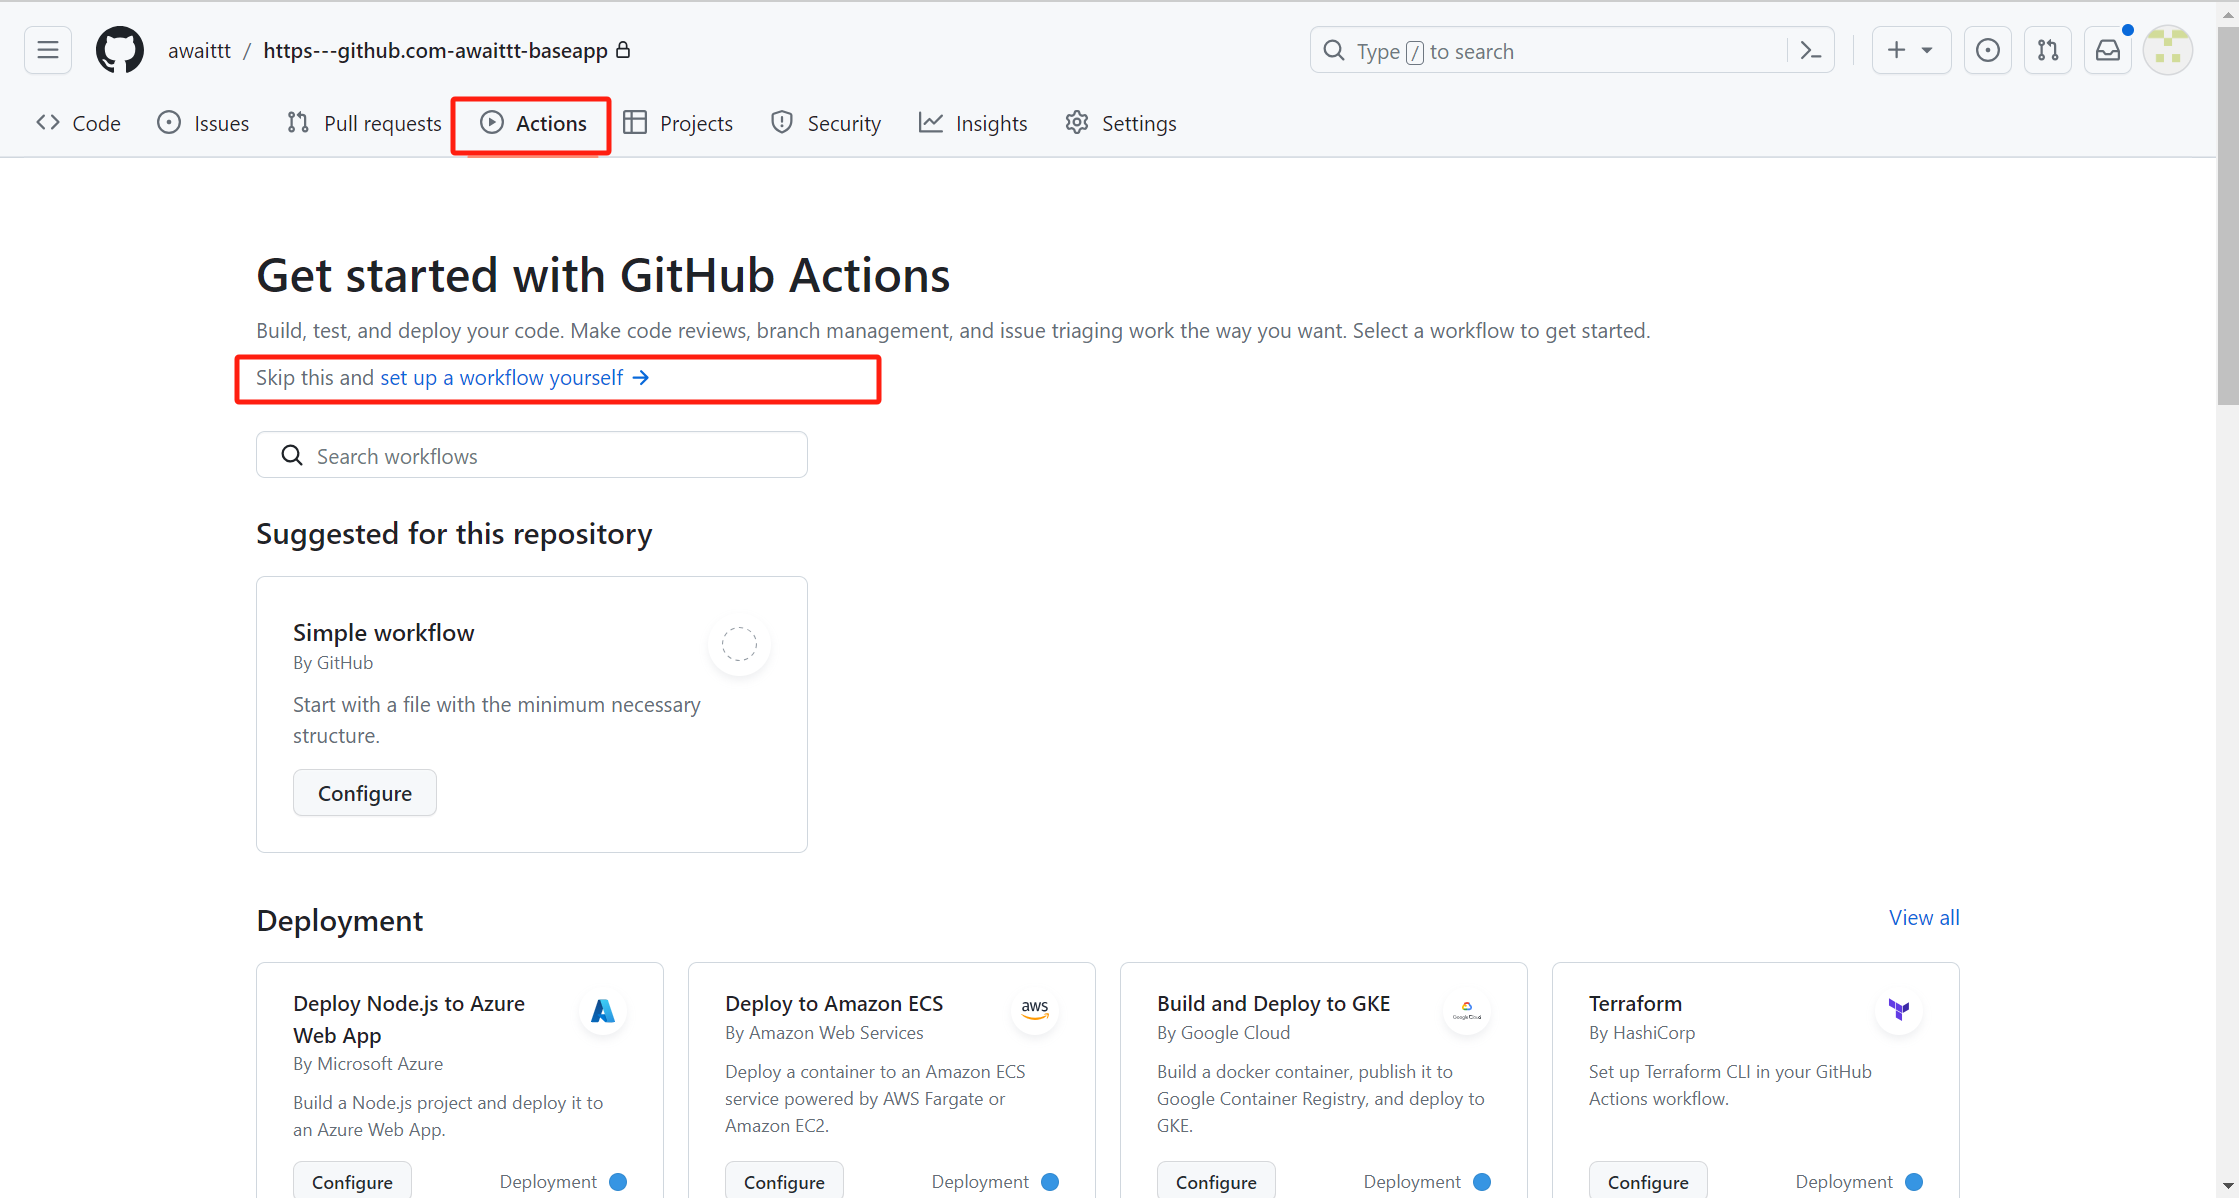 awaittt / https---github.com-awaittt-baseapp
Type / to search
Code Issues Pull requests Actions Projects Security Insights Settings
Get started with GitHub Actions
Build, test, and deploy your code. Make code reviews, branch management, and issue triaging work the way you want. Select a workflow to get started.
Skip this and set up a workflow yourself →
Search workflows
Suggested for this repository
Simple workflow
By GitHub
Start with a file with the minimum necessary
structure.
Configure
Deployment
View all
Deploy Node.js to Azure
Web App
By Microsoft Azure
Build a Node.js project and deploy it to
an Azure Web App.
Configure
Deployment
Deploy to Amazon ECS
aws
By Amazon Web Services
Deploy a container to an Amazon ECS
service powered by AWS Fargate or
Amazon EC2.
Configure
Deployment
Build and Deploy to GKE
Google Cloud
By Google Cloud
Build a docker container, publish it to
Google Container Registry, and deploy to
GKE.
Configure
Deployment
Terraform
By HashiCorp
Set up Terraform CLI in your GitHub
Actions workflow.
Configure
Deployment